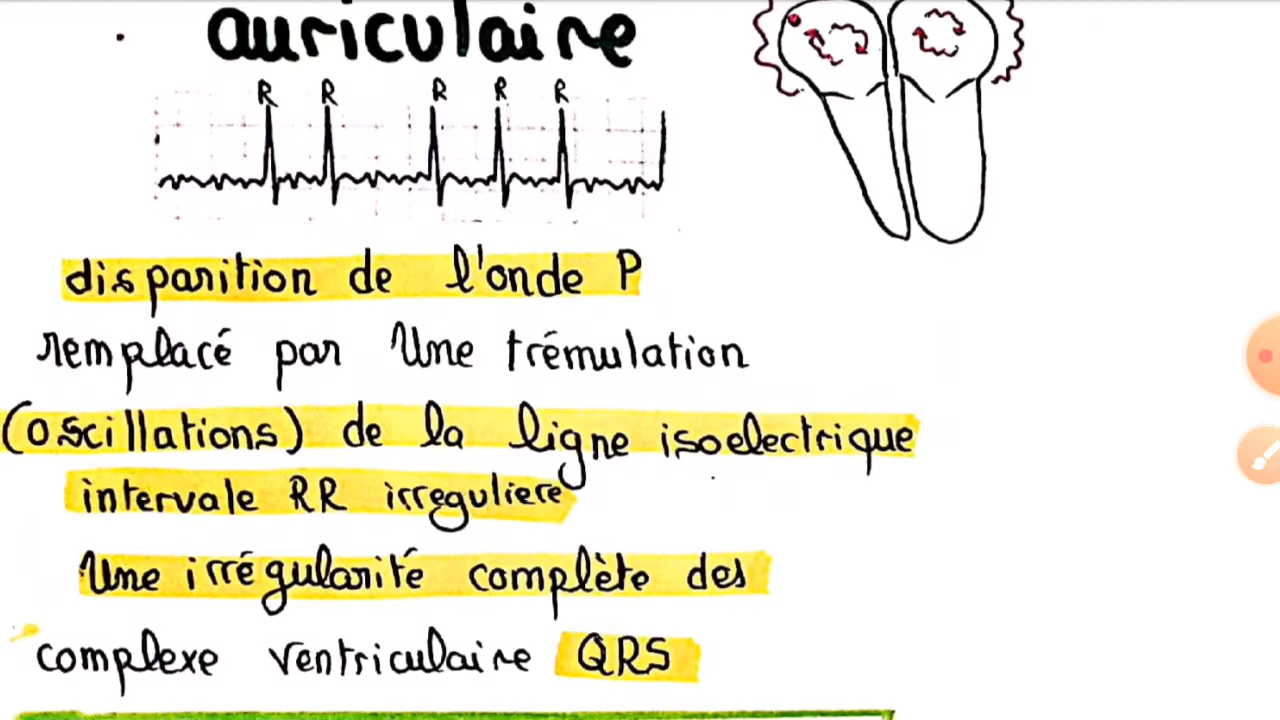 auriculaire
R R R R R
disparition de l'onde P
remplacé par Une trémulation
(oscillations) de la ligne isoelectrique
intervale RR irreguliere
Une irrégularité complète des
complexe ventriculaire QRS